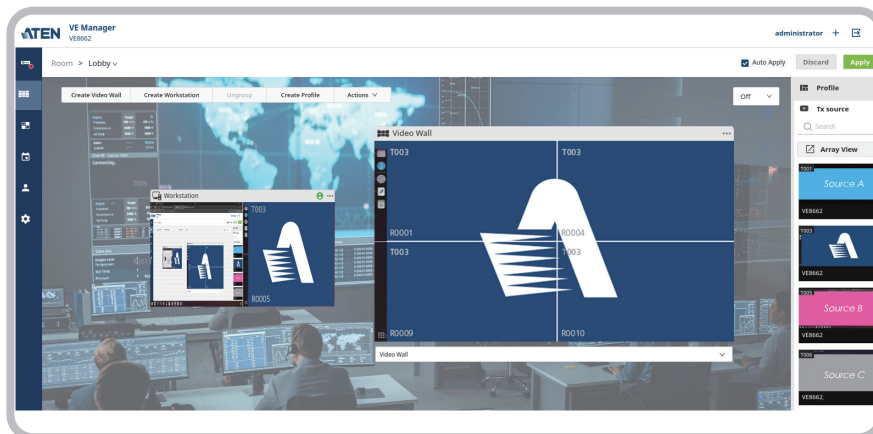 ATEN
VE Manager
VE8662
administrator
Room > Lobby
Auto Apply
Discard
Apply
Create Video Wall
Create Workstation
Ungroup
Create Profile
Actions
Off
Profile
Tx source
Search
Array View
T001
Source A
VE8662
T003
VE8662
T005
Source B
VE8662
T006
Source C
VE8662
Connecting...
T009
Workstation
T003
R0005
Video Wall
T003
T003
R0001
R0004
T003
T003
R0009
R0010
Video Wall